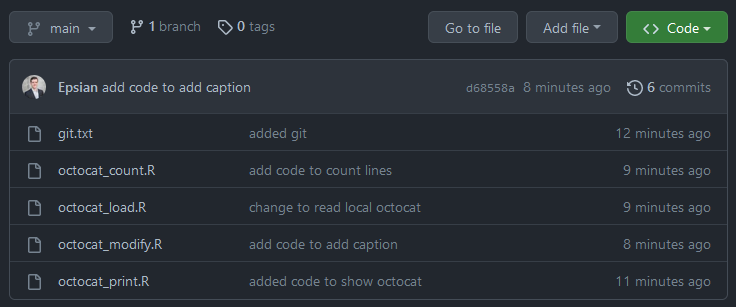 main 1 branch 0 tags Go to file Add file Code
Epsian add code to add caption d68558a 8 minutes ago 6 commits
git.txt added git 12 minutes ago
octocat_count.R add code to count lines 9 minutes ago
octocat_load.R change to read local octocat 9 minutes ago
octocat_modify.R add code to add caption 8 minutes ago
octocat_print.R added code to show octocat 11 minutes ago